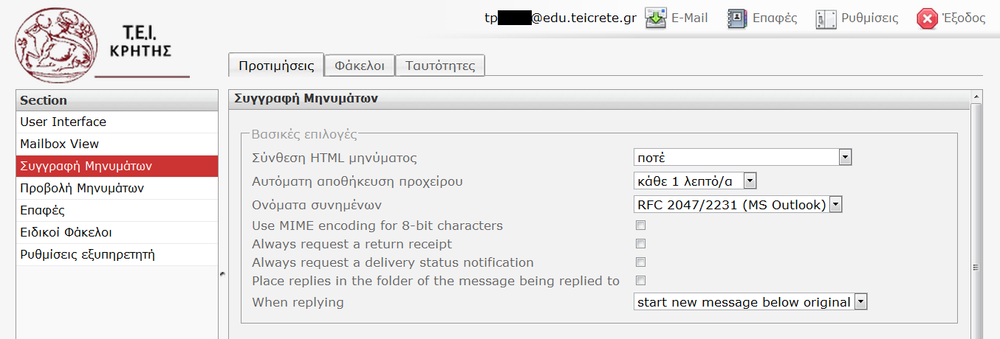 tp @edu.teicrete.gr E-Mail Επαφές Ρυθμίσεις Έξοδος
Τ.Ε.Ι.
ΚΡΗΤΗΣ
Προτιμήσεις Φάκελοι Ταυτότητες
Section
User Interface
Mailbox View
Συγγραφή Μηνυμάτων
Προβολή Μηνυμάτων
Επαφές
Ειδικοί Φάκελοι
Ρυθμίσεις εξυπηρετητή
Συγγραφή Μηνυμάτων
Βασικές επιλογές
Σύνθεση HTML μηνύματος ποτέ
Αυτόματη αποθήκευση προχείρου κάθε 1 λεπτό/α
Ονόματα συνημένων RFC 2047/2231 (MS Outlook)
Use MIME encoding for 8-bit characters
Always request a return receipt
Always request a delivery status notification
Place replies in the folder of the message being replied to
When replying start new message below original